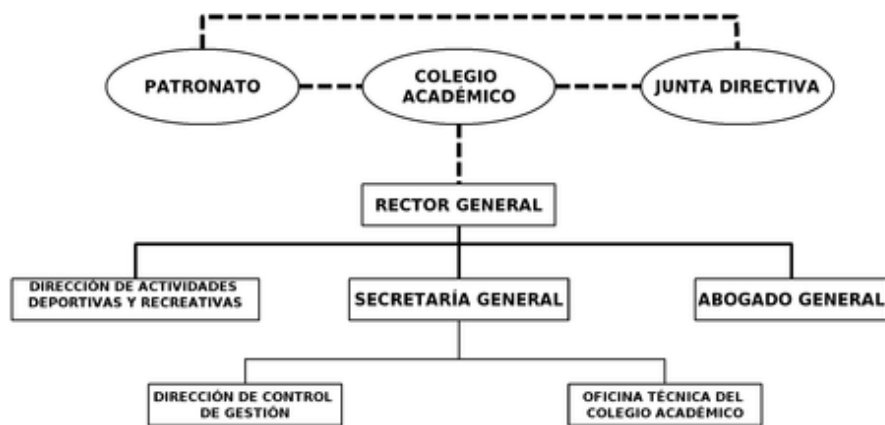 PATRONATO
COLEGIO
ACADÉMICO
JUNTA DIRECTIVA
RECTOR GENERAL
DIRECCIÓN DE ACTIVIDADES
DEPORTIVAS Y RECREATIVAS
SECRETARÍA GENERAL
ABOGADO GENERAL
DIRECCIÓN DE CONTROL
DE GESTIÓN
OFICINA TÉCNICA DEL
COLEGIO ACADÉMICO